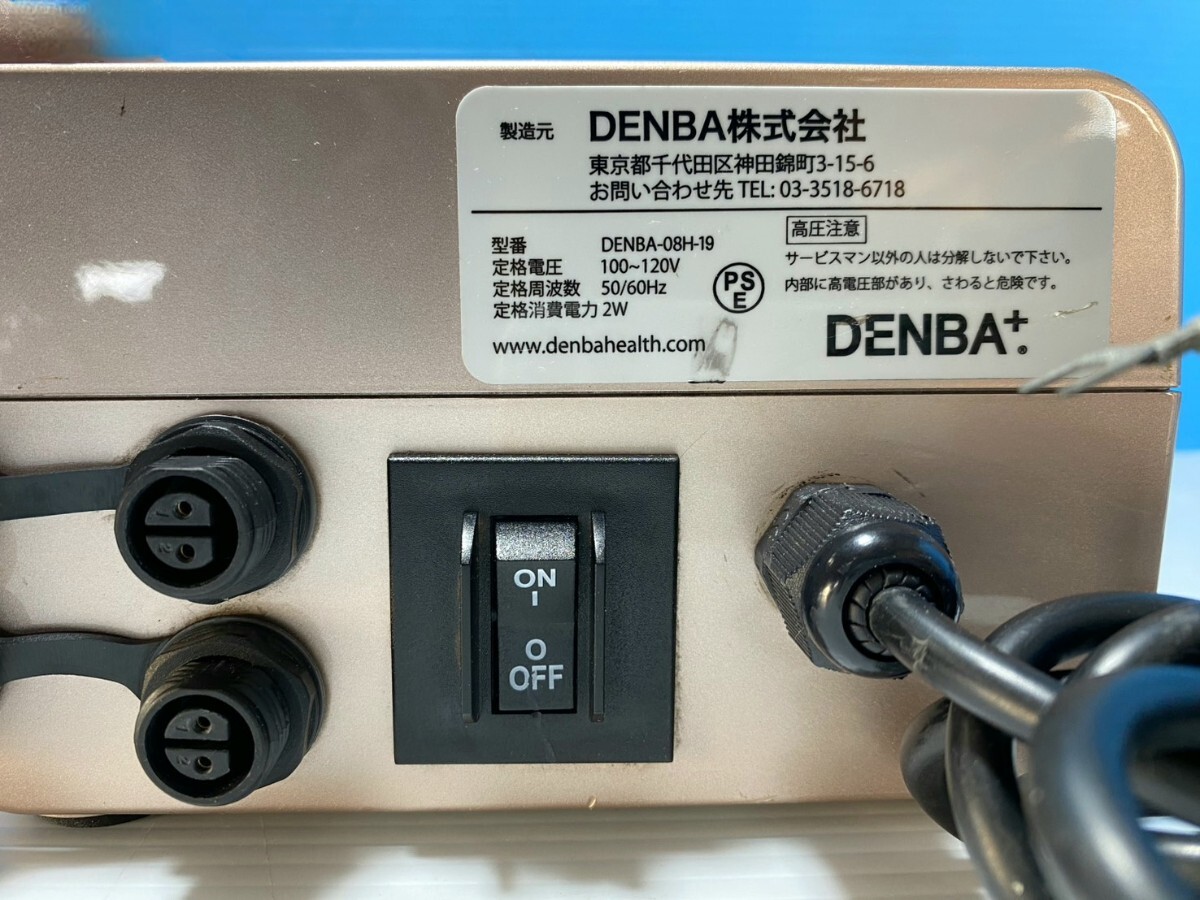 製造元 DENBA株式会社
東京都千代田区神田錦町3-15-6
お問い合わせ先 TEL: 03-3518-6718
型番 DENBA-08H-19
定格電圧 100~120V
定格周波数 50/60Hz
定格消費電力 2W
www.denbahealth.com
PS
E
高圧注意
サービスマン以外の人は分解しないで下さい。
内部に高電圧部があり、さわると危険です。
DENBA+®
1
2
1
2
ON
I
O
OFF